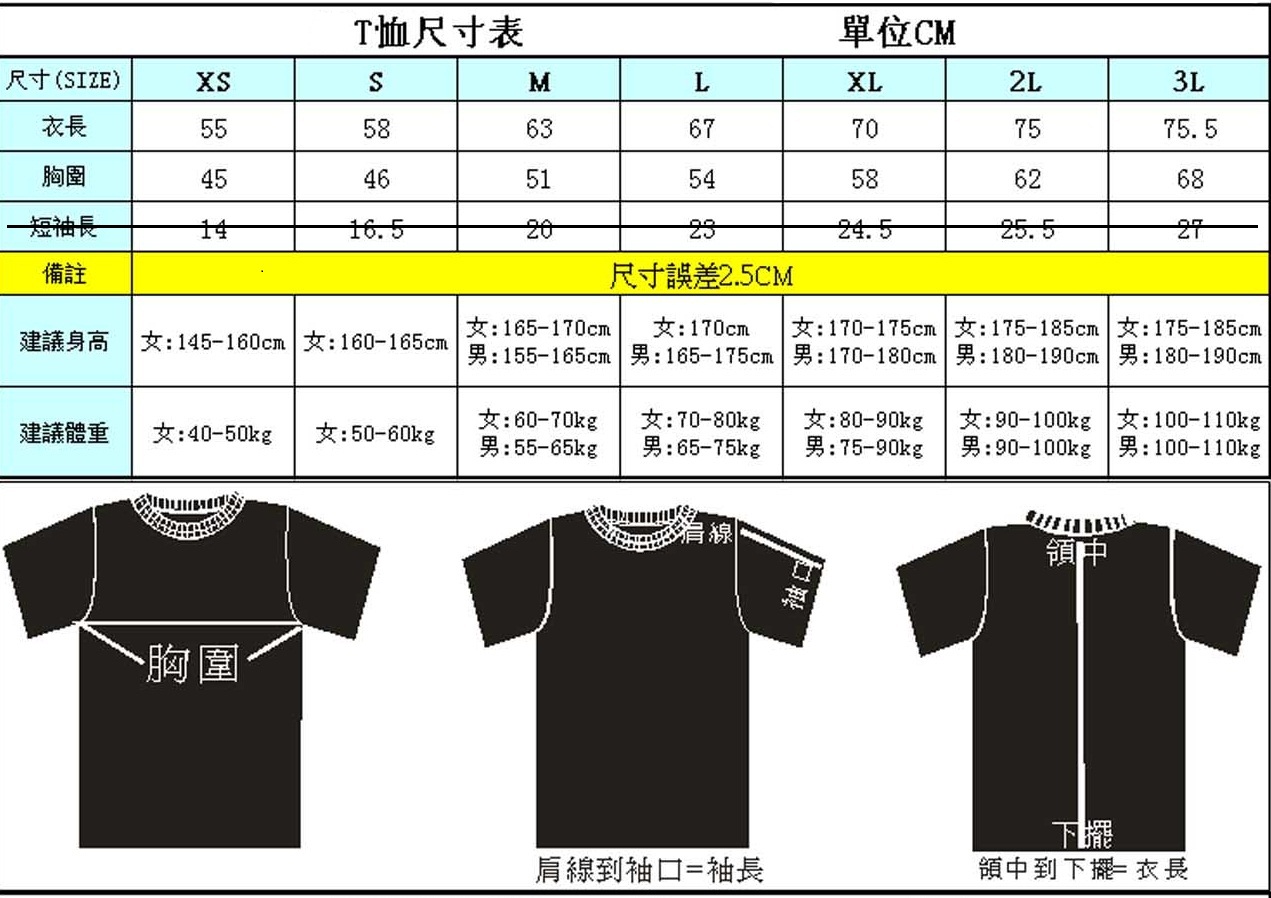 T恤尺寸表 單位CM
尺寸(SIZE) XS S M L XL 2L 3L
衣長 55 58 63 67 70 75 75.5
胸圍 45 46 51 54 58 62 68
短袖長 14 16.5 20 23 24.5 25.5 27
備註 尺寸誤差2.5CM
建議身高 女:145-160cm 女:160-165cm 女:165-170cm 女:170cm 女:170-175cm 女:175-185cm 女:175-185cm
男:155-165cm 男:165-175cm 男:170-180cm 男:180-190cm 男:180-190cm
建議體重 女:40-50kg 女:50-60kg 女:60-70kg 女:70-80kg 女:80-90kg 女:90-100kg 女:100-110kg
男:55-65kg 男:65-75kg 男:75-90kg 男:90-100kg 男:100-110kg
胸圍
肩線
袖口
肩線到袖口=袖長
領中
下擺
領中到下擺=衣長